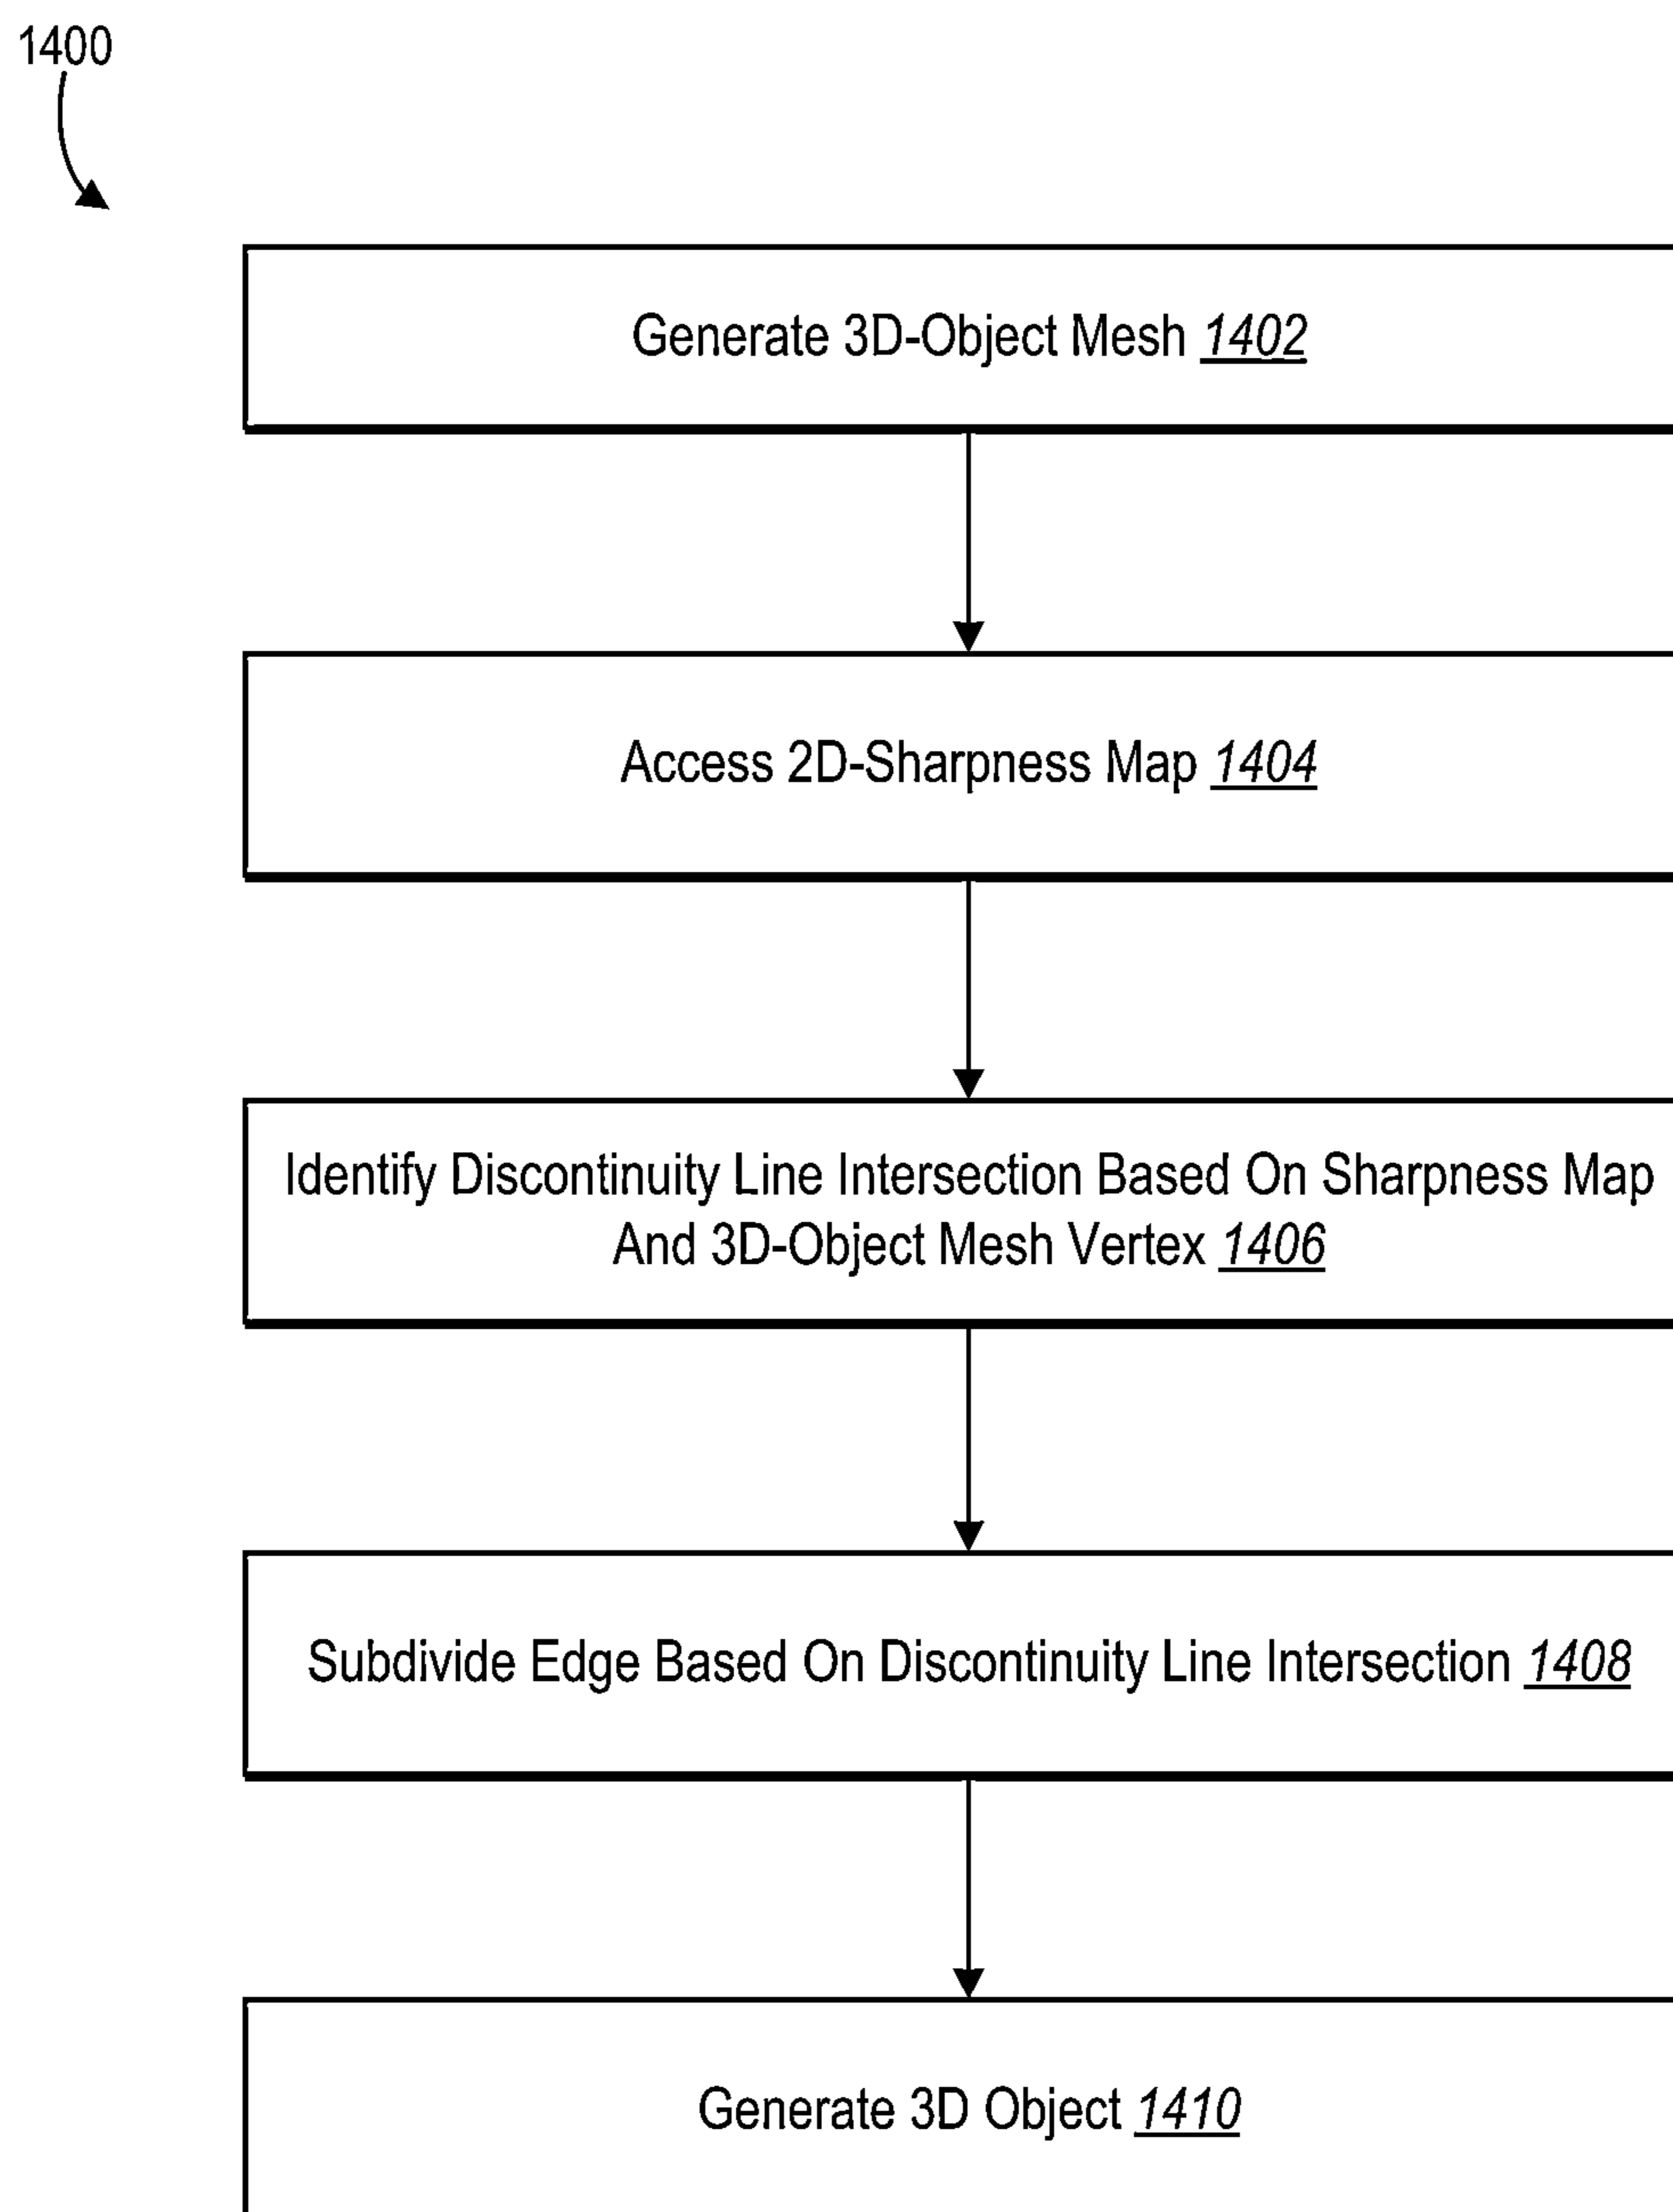 1400
Generate 3D-Object Mesh 1402
Access 2D-Sharpness Map 1404
Identify Discontinuity Line Intersection Based On Sharpness Map
And 3D-Object Mesh Vertex 1406
Subdivide Edge Based On Discontinuity Line Intersection 1408
Generate 3D Object 1410